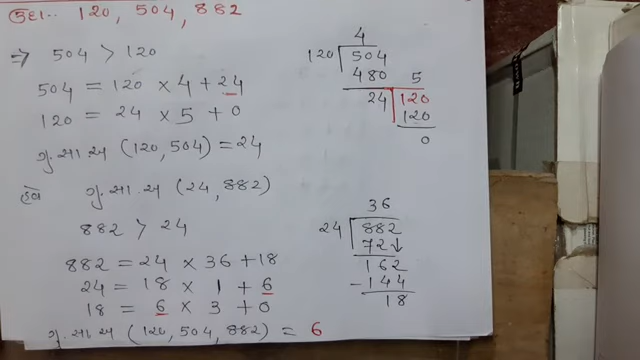 ઉદા.. 120, 504, 882
⇒ 504 > 120
504 = 120 × 4 + 24
120 = 24 × 5 + 0
ગુ.સા.અ (120, 504) = 24
હવે ગુ.સા.અ (24, 882)
882 > 24
882 = 24 × 36 + 18
24 = 18 × 1 + 6
18 = 6 × 3 + 0
ગુ.સા.અ (120, 504, 882) = 6
4
120 504
480 5
24 120
120
0
36
24 882
72↓
162
-144
18